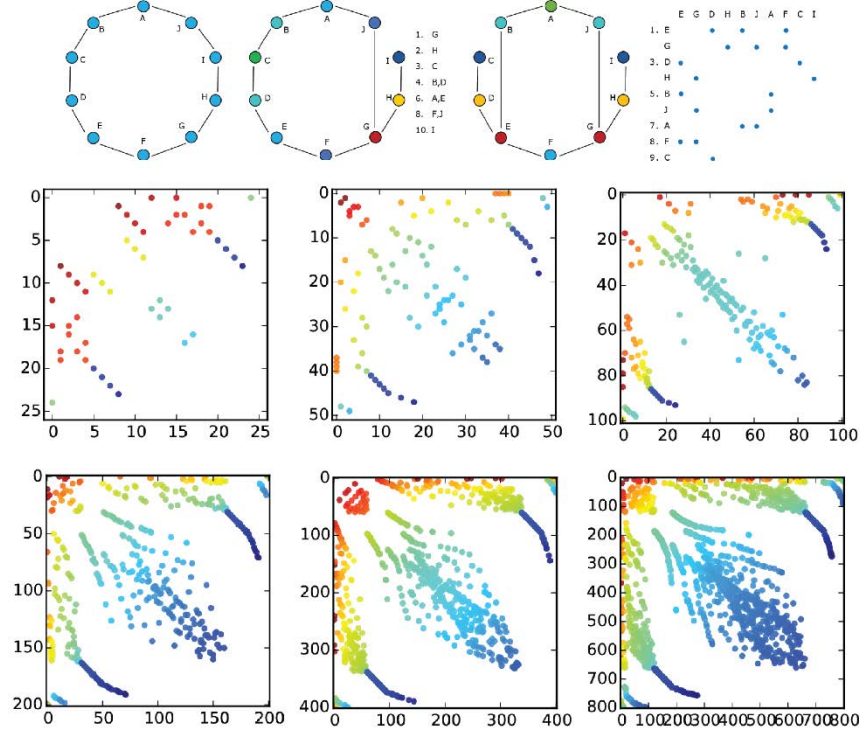 A
B
J
C
I
D
H
E
G
F
A
B
J
C
I
D
H
E
G
F
1. G
2. H
3. C
4. B,D
6. A,E
8. F,J
10. I
A
B
J
C
I
D
H
E
G
F
E G D H B J A F C I
1. E
G
3. D
H
5. B
J
7. A
8. F
9. C
0
5
10
15
20
25
0 5 10 15 20 25
0
10
20
30
40
50
0 10 20 30 40 50
0
20
40
60
80
100
0 20 40 60 80 100
0
50
100
150
200
0 50 100 150 200
0
100
200
300
400
0 100 200 300 400
0
100
200
300
400
500
600
700
800
0 100 200 300 400 500 600 700 800